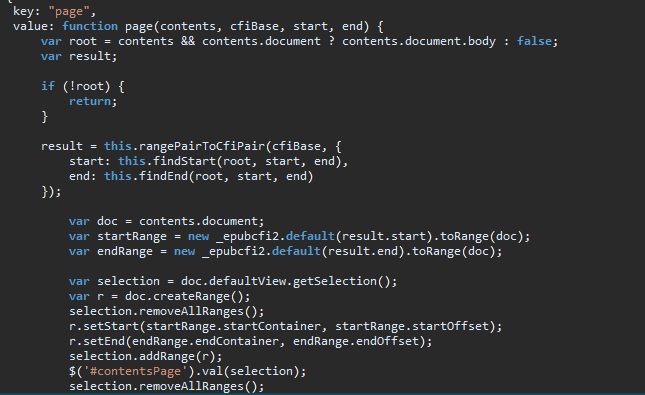 {
key: "page",
value: function page(contents, cfiBase, start, end) {
    var root = contents && contents.document ? contents.document.body : false;
    var result;

    if (!root) {
        return;
    }

    result = this.rangePairToCfiPair(cfiBase, {
        start: this.findStart(root, start, end),
        end: this.findEnd(root, start, end)
    });

        var doc = contents.document;
        var startRange = new _epubcfi2.default(result.start).toRange(doc);
        var endRange = new _epubcfi2.default(result.end).toRange(doc);

        var selection = doc.defaultView.getSelection();
        var r = doc.createRange();
        selection.removeAllRanges();
        r.setStart(startRange.startContainer, startRange.startOffset);
        r.setEnd(endRange.endContainer, endRange.endOffset);
        selection.addRange(r);
        $('#contentsPage').val(selection);
        selection.removeAllRanges();